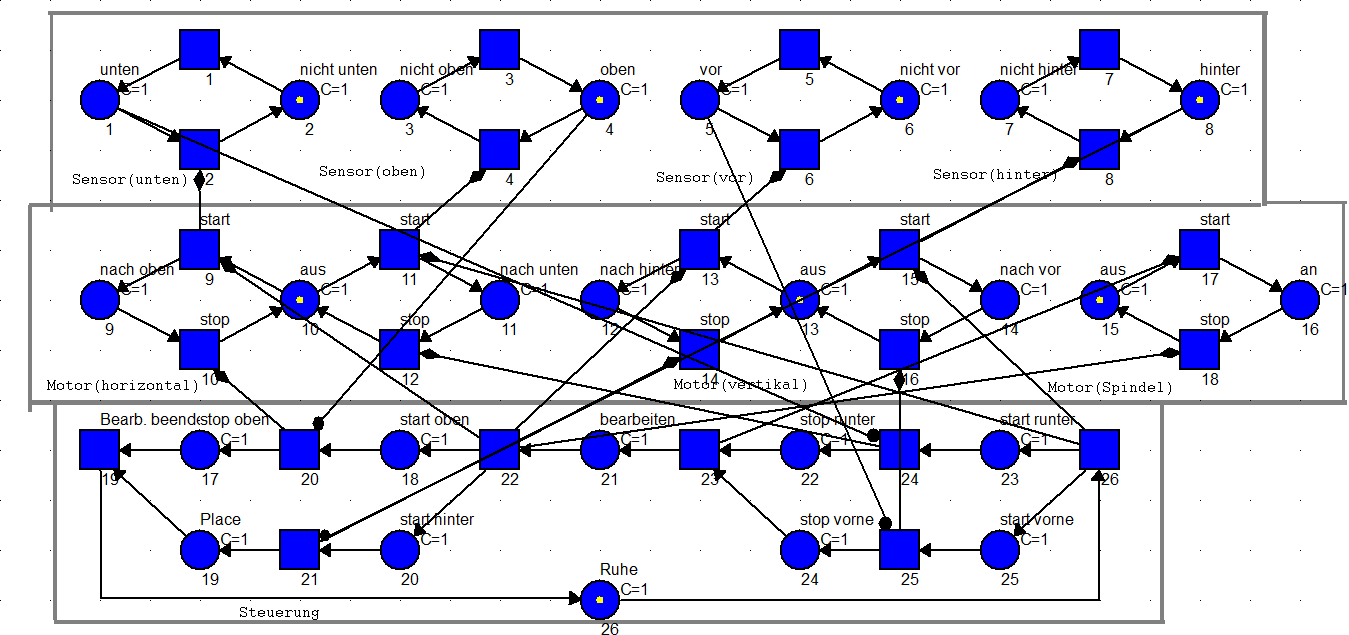 unten C=1 1
1
nicht unten C=1 2
2
nicht oben C=1 3
3
oben C=1 4
4
vor C=1 5
5
nicht vor C=1 6
6
nicht hinter C=1 7
7
hinter C=1 8
8
Sensor(unten)
Sensor(oben)
Sensor(vor)
Sensor(hinter)
nach oben C=1 9
start 9
stop 10
aus C=1 10
start 11
stop 12
nach unten C=1 11
nach hinten C=1 12
start 13
stop 14
aus C=1 13
start 15
stop 16
nach vor C=1 14
aus C=1 15
start 17
stop 18
an C=1 16
Motor(horizontal)
Motor(vertikal)
Motor(Spindel)
19
Bearb. beendet C=1 17
stop oben
20
start oben C=1 18
22
bearbeiten C=1 21
23
stop runter C=1 22
24
start runter C=1 23
26
Place C=1 19
21
start hinter C=1 20
stop vorne C=1 24
25
start vorne C=1 25
Ruhe C=1 26
Steuerung